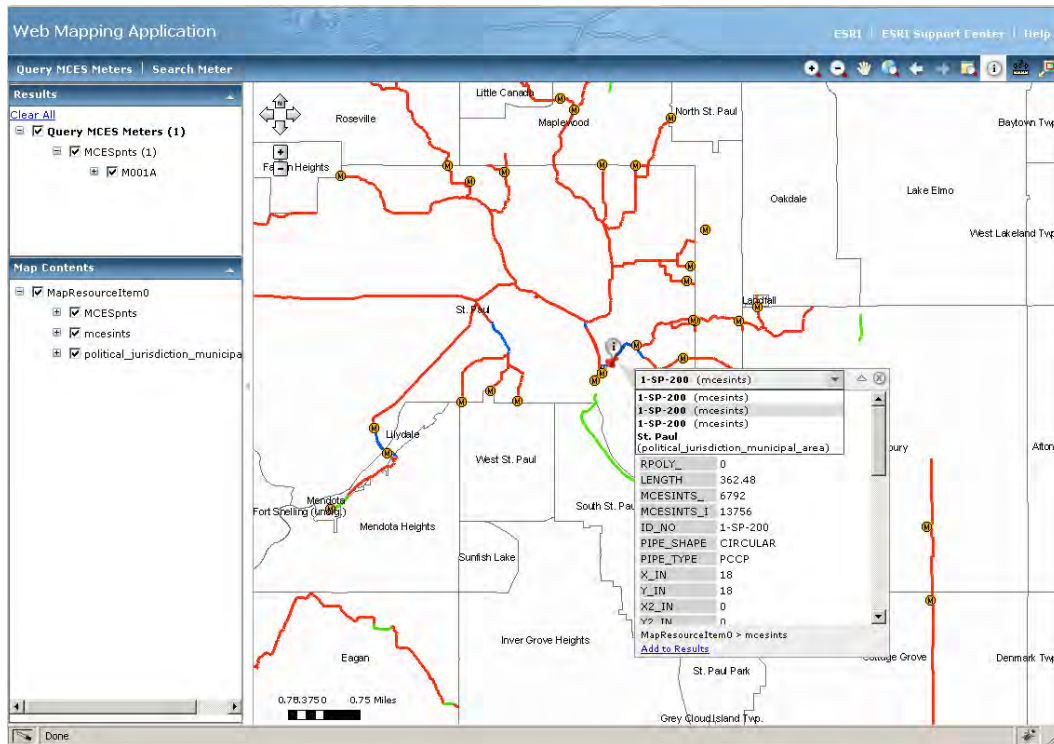 Web Mapping Application
ESRI | ESRI Support Center | Help
Query MCES Meters | Search Meter
Results
Clear All
Query MCES Meters (1)
MCESpnts (1)
M001A
Map Contents
MapResourceItem0
MCESpnts
mcesints
political_jurisdiction_municipa
N
Little Canada
Roseville
Maplewood
North St. Paul
Baytown Twp
Heights
Lake Elmo
Oakdale
West Lakeland Twp
Landfall
St. Paul
Lilydale
West St. Paul
South St. Pau
Mendota
Fort Snelling (unorg.)
Mendota Heights
Sunfish Lake
Inver Grove Heights
Eagan
bury
Afton
Cottage Grove
Denmark Twp
St. Paul Park
Grey Cloud Island Twp.
1-SP-200 (mcesints)
1-SP-200 (mcesints)
1-SP-200 (mcesints)
1-SP-200 (mcesints)
St. Paul
(political_jurisdiction_municipal_area)
RPOLY_ 0
LENGTH 362.48
MCESINTS_ 6792
MCESINTS_I 13756
ID_NO 1-SP-200
PIPE_SHAPE CIRCULAR
PIPE_TYPE PCCP
X_IN 18
Y_IN 18
X2_IN 0
Y2_IN 0
MapResourceItem0 > mcesints
Add to Results
0.75 Miles
Done